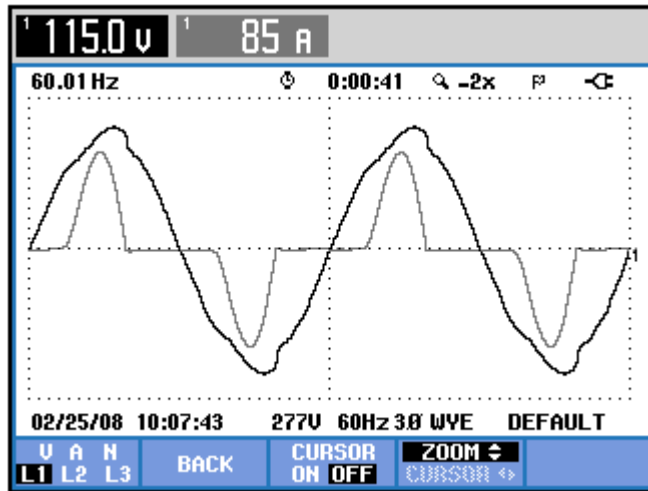 1 115.0 V 1 85 A
60.01 Hz 0:00:41 -2x
1
02/25/08 10:07:43 277V 60Hz 3Ø WYE DEFAULT
V A N CURSOR ZOOM
L1 L2 L3 BACK ON OFF CURSOR